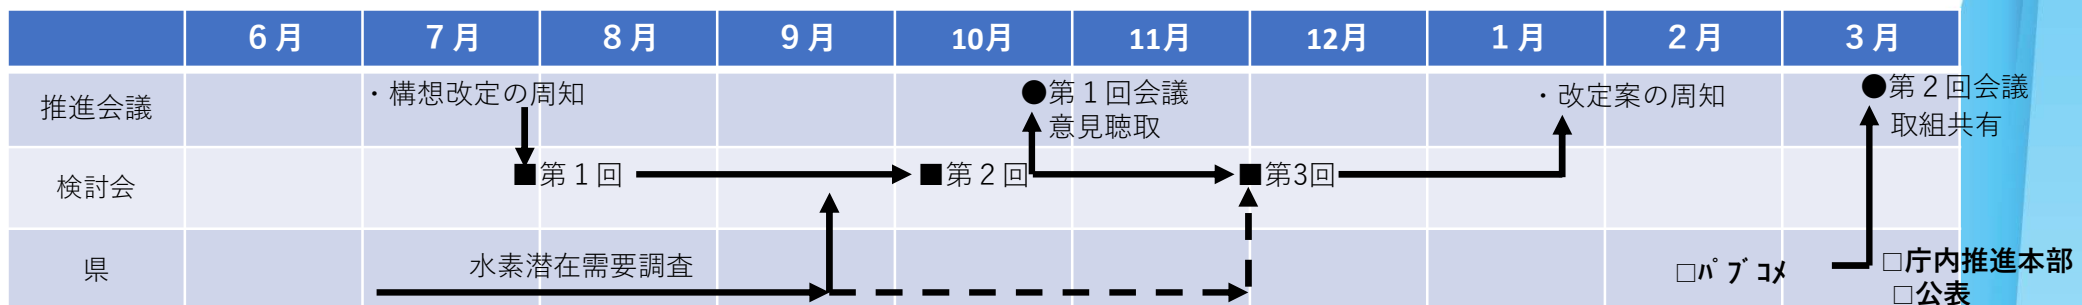 ６月 ７月 ８月 ９月 10月 11月 12月 １月 ２月 ３月
推進会議
・構想改定の周知
●第１回会議
意見聴取
・改定案の周知
●第２回会議
取組共有
検討会
■第１回
■第２回
■第3回
県
水素潜在需要調査
□ﾊﾟﾌﾞｺﾒ
□庁内推進本部
□公表